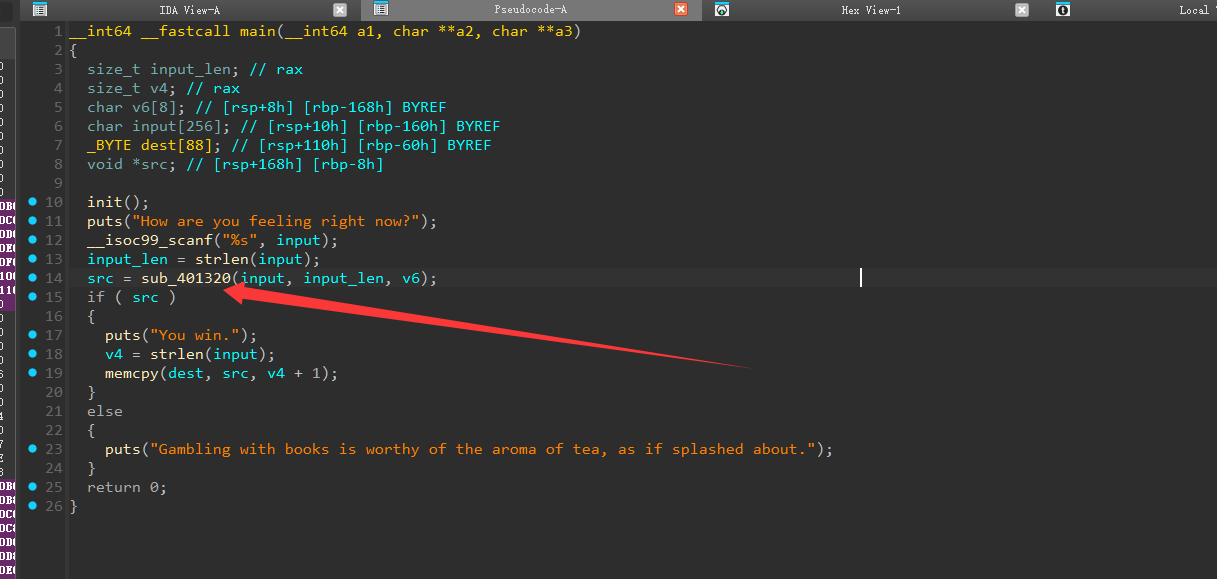 IDA View-A Pseudocode-A Hex View-1 Local
1 __int64 __fastcall main(__int64 a1, char **a2, char **a3)
2 {
3 size_t input_len; // rax
4 size_t v4; // rax
5 char v6[8]; // [rsp+8h] [rbp-168h] BYREF
6 char input[256]; // [rsp+10h] [rbp-160h] BYREF
7 _BYTE dest[88]; // [rsp+110h] [rbp-60h] BYREF
8 void *src; // [rsp+168h] [rbp-8h]
9
10 init();
11 puts("How are you feeling right now?");
12 __isoc99_scanf("%s", input);
13 input_len = strlen(input);
14 src = sub_401320(input, input_len, v6);
15 if ( src )
16 {
17 puts("You win.");
18 v4 = strlen(input);
19 memcpy(dest, src, v4 + 1);
20 }
21 else
22 {
23 puts("Gambling with books is worthy of the aroma of tea, as if splashed about.");
24 }
25 return 0;
26 }